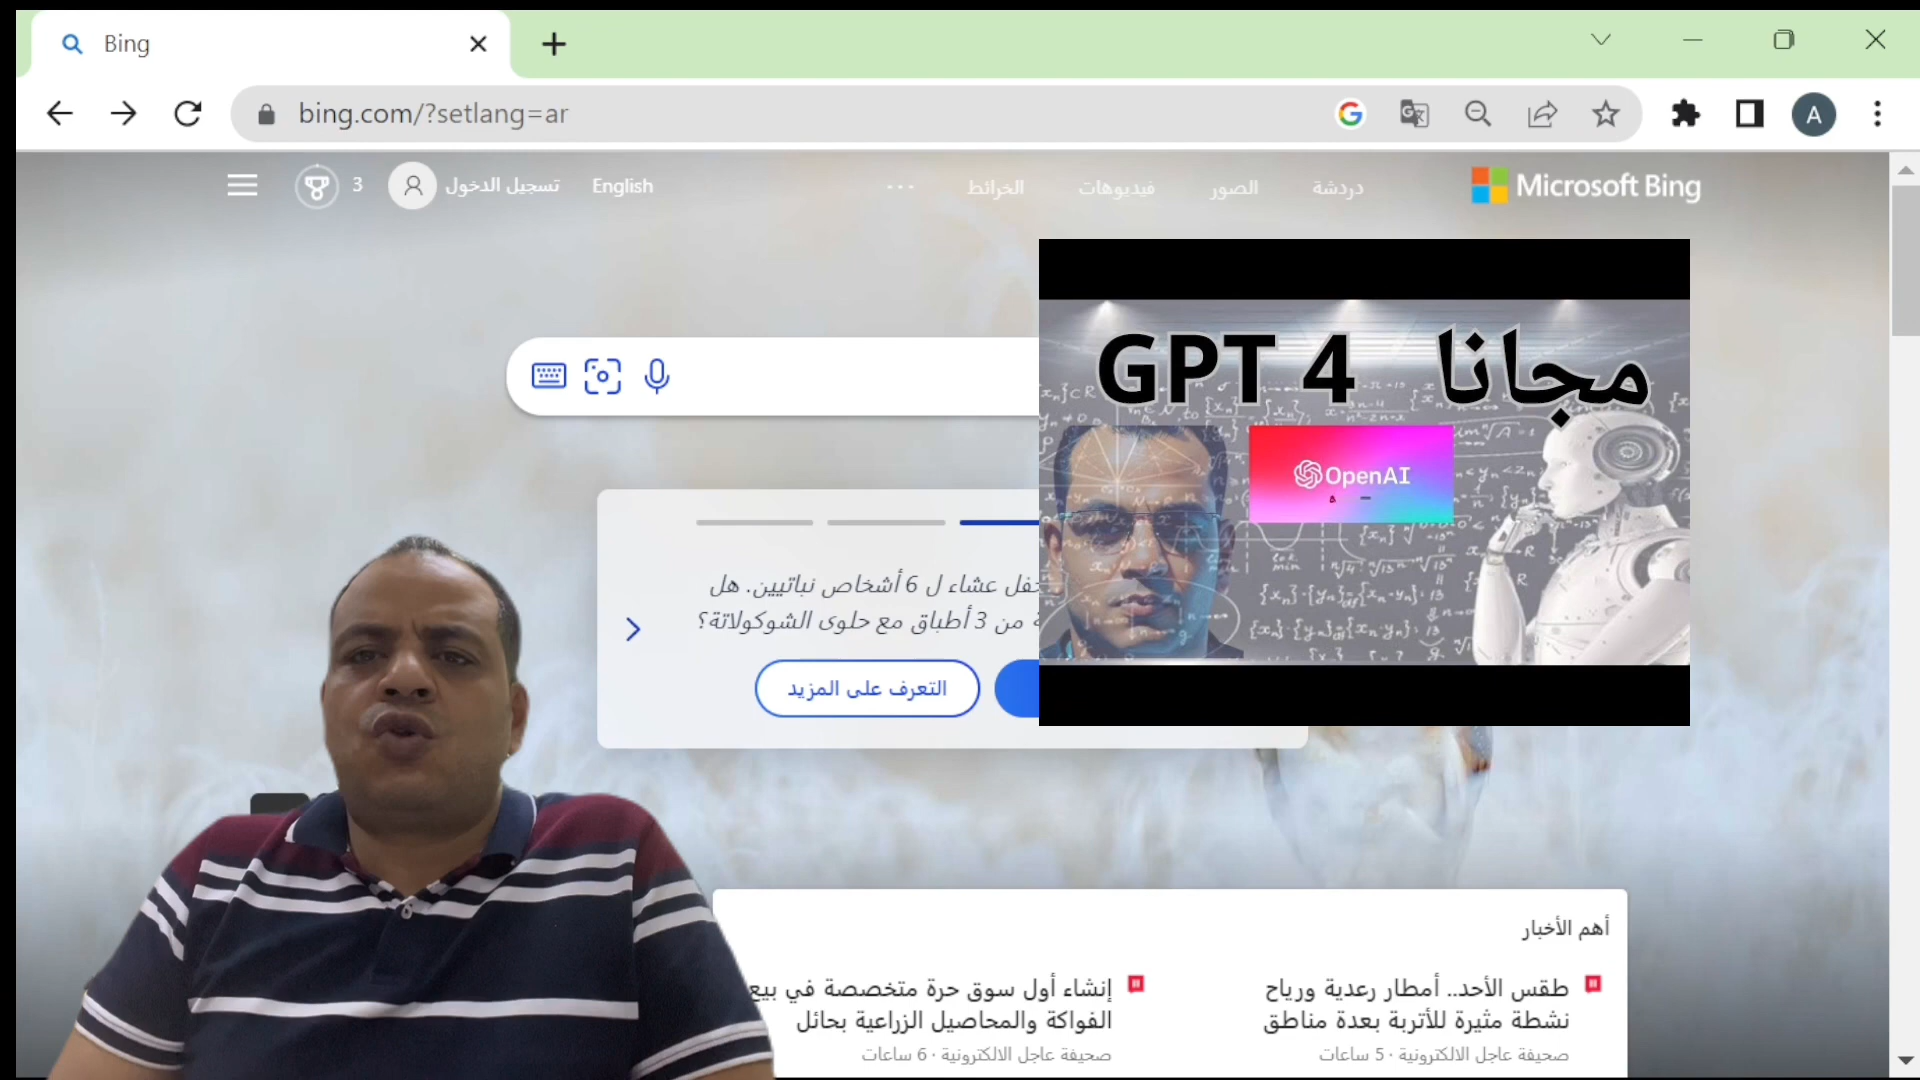 Bing
bing.com/?setlang=ar
A
3
تسجيل الدخول
English
الخرائط
فيديوهات
الصور
دردشة
Microsoft Bing
GPT 4 مجانا
OpenAI
عشاء ل 6 أشخاص نباتيين. هل
من 3 أطباق مع حلوى الشوكولاتة؟
التعرف على المزيد
أهم الأخبار
طقس الأحد.. أمطار رعدية ورياح
نشطة مثيرة للأتربة بعدة مناطق
صحيفة عاجل الالكترونية · 5 ساعات
إنشاء أول سوق حرة متخصصة في بيع
الفواكة والمحاصيل الزراعية بحائل
صحيفة عاجل الالكترونية · 6 ساعات